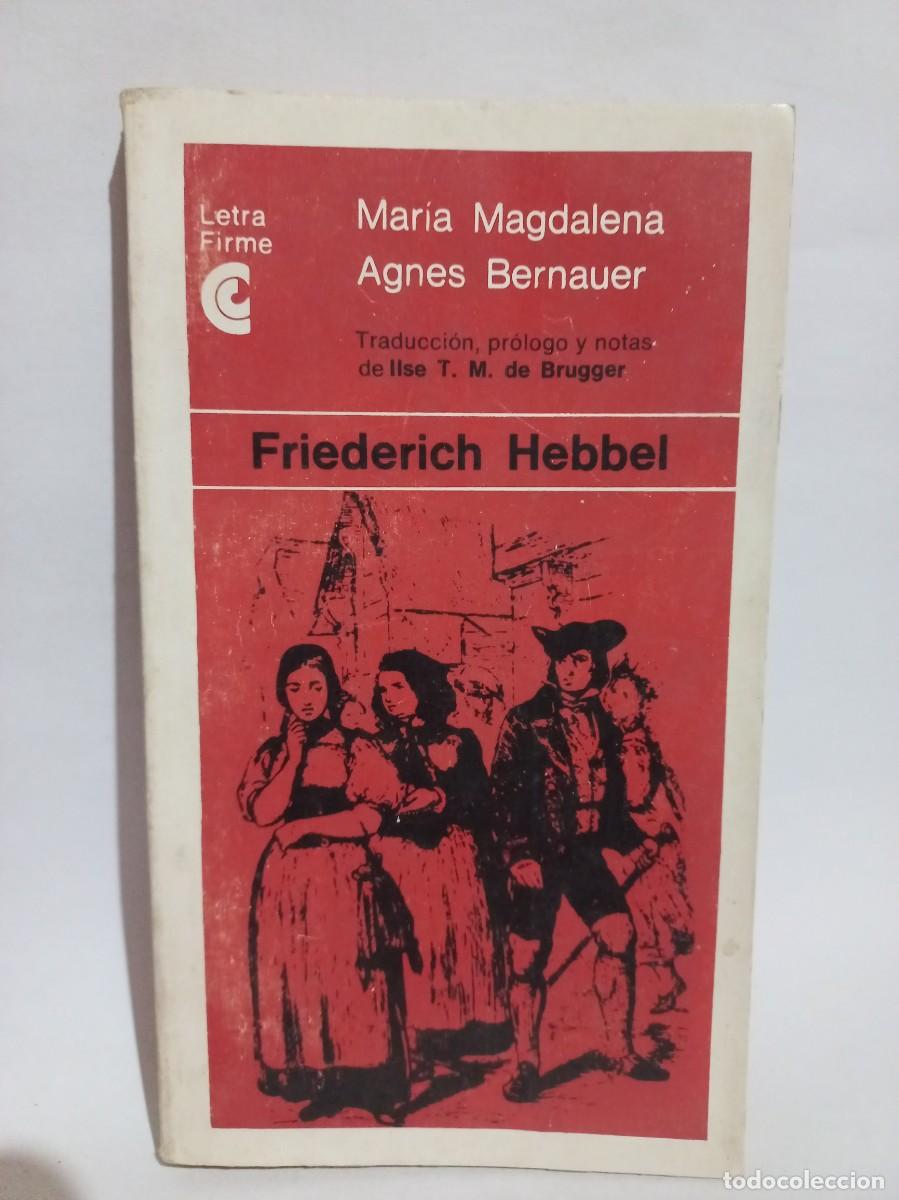 Letra
Firme
María Magdalena
Agnes Bernauer
Traducción, prólogo y notas
de Ilse T. M. de Brugger
Friederich Hebbel
todocoleccion